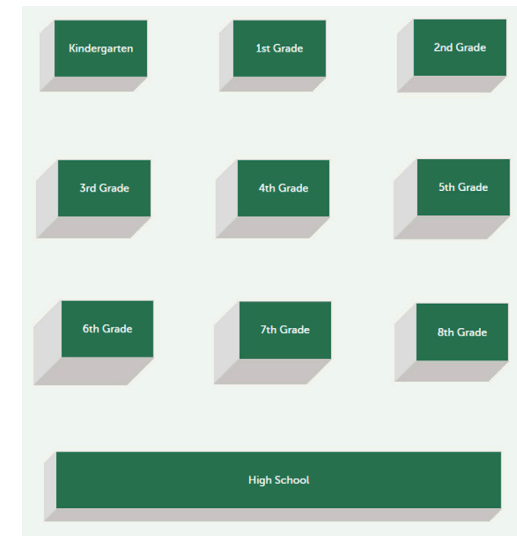 Kindergarten
1st Grade
2nd Grade
3rd Grade
4th Grade
5th Grade
6th Grade
7th Grade
8th Grade
High School